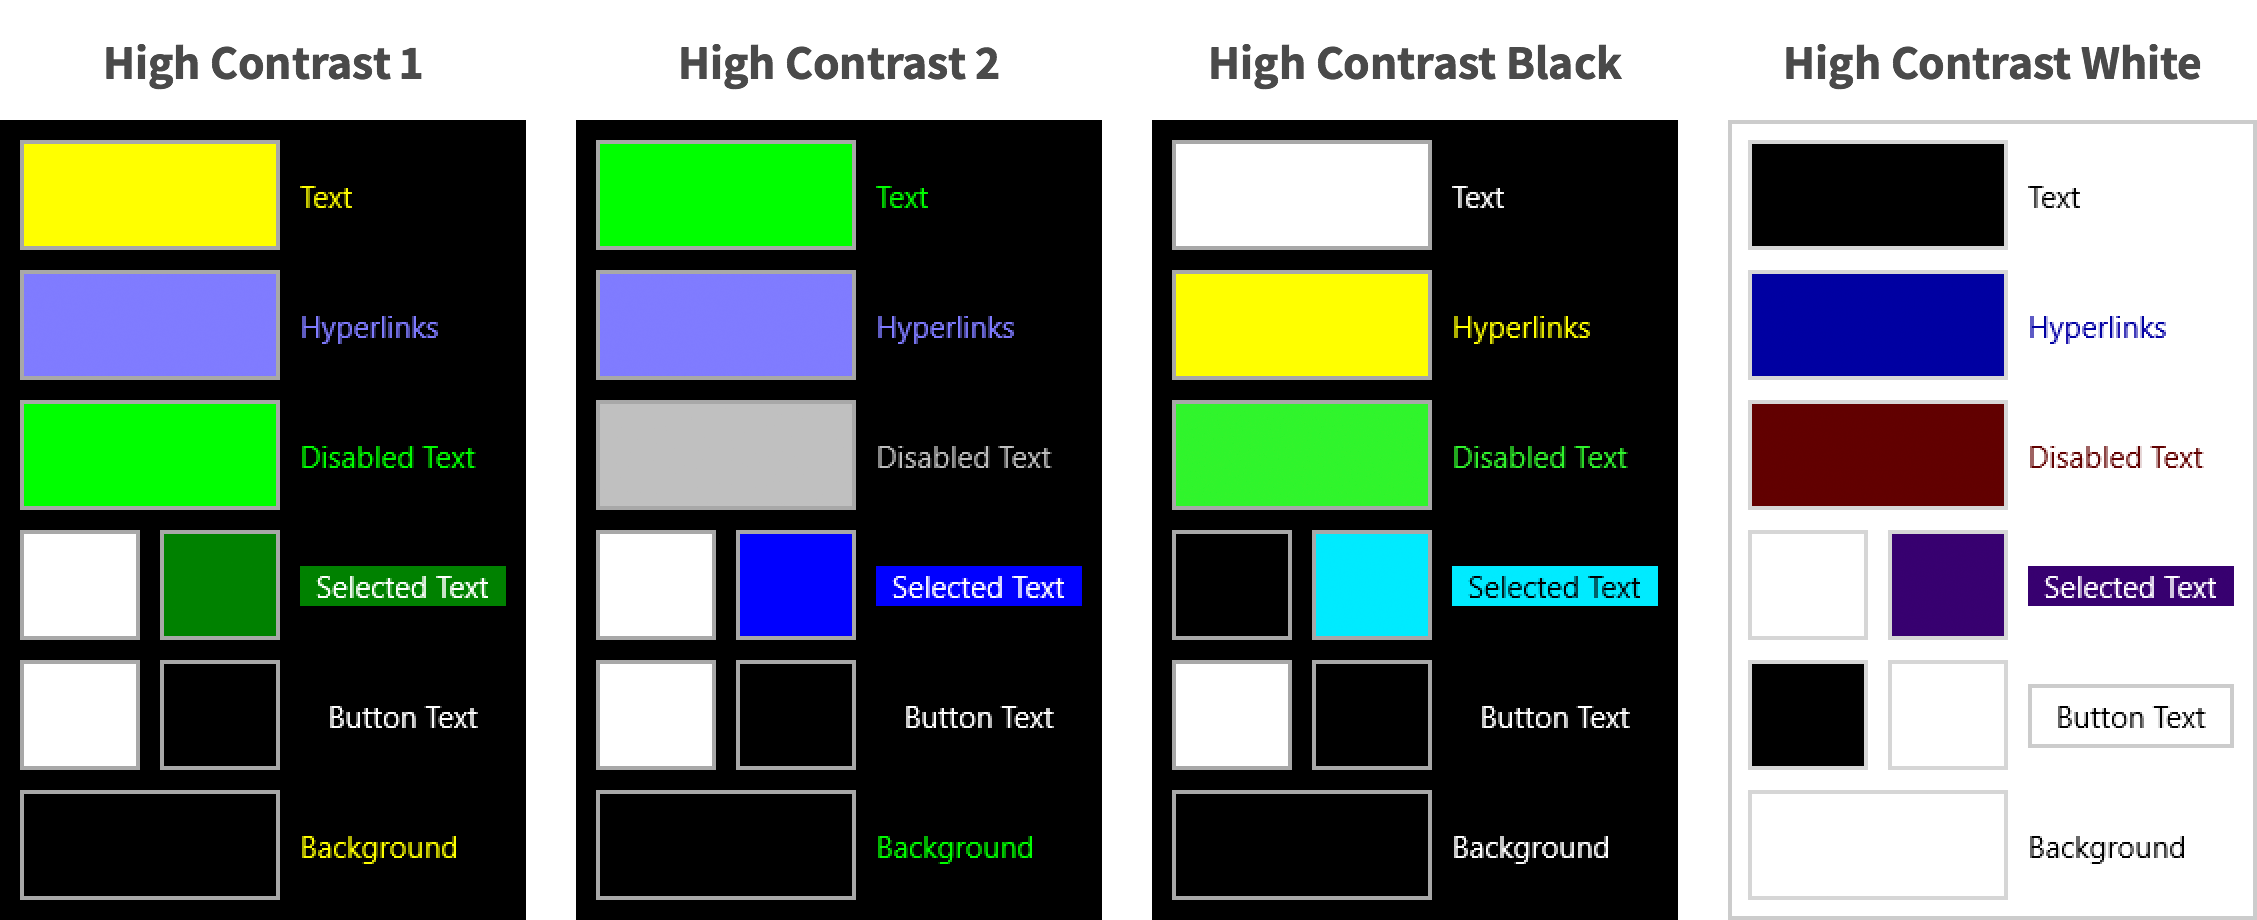 High Contrast 1
Text
Hyperlinks
Disabled Text
Selected Text
Button Text
Background
High Contrast 2
Text
Hyperlinks
Disabled Text
Selected Text
Button Text
Background
High Contrast Black
Text
Hyperlinks
Disabled Text
Selected Text
Button Text
Background
High Contrast White
Text
Hyperlinks
Disabled Text
Selected Text
Button Text
Background